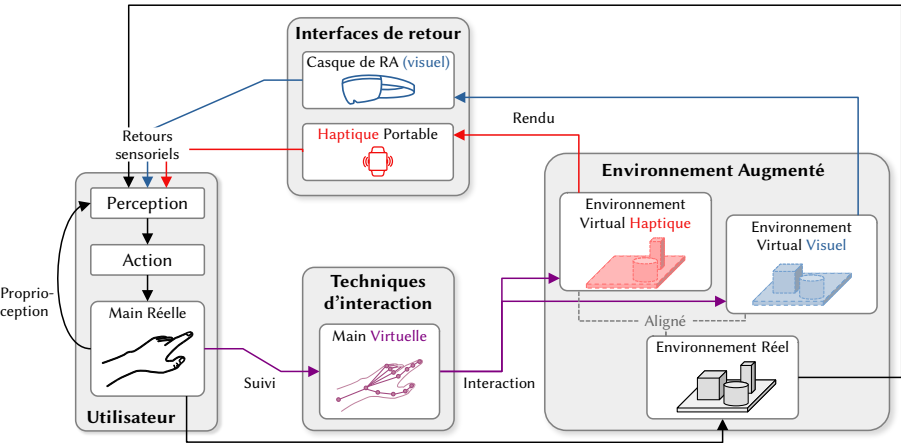 Interfaces de retour
Casque de RA (visuel)
Haptique Portable
Rendu
Retours
sensoriels
Perception
Action
Main Réelle
Proprio-
ception
Utilisateur
Suivi
Techniques
d'interaction
Main Virtuelle
Interaction
Environnement Augmenté
Environnement
Virtual Haptique
Environnement
Virtual Visuel
Aligné
Environnement Réel